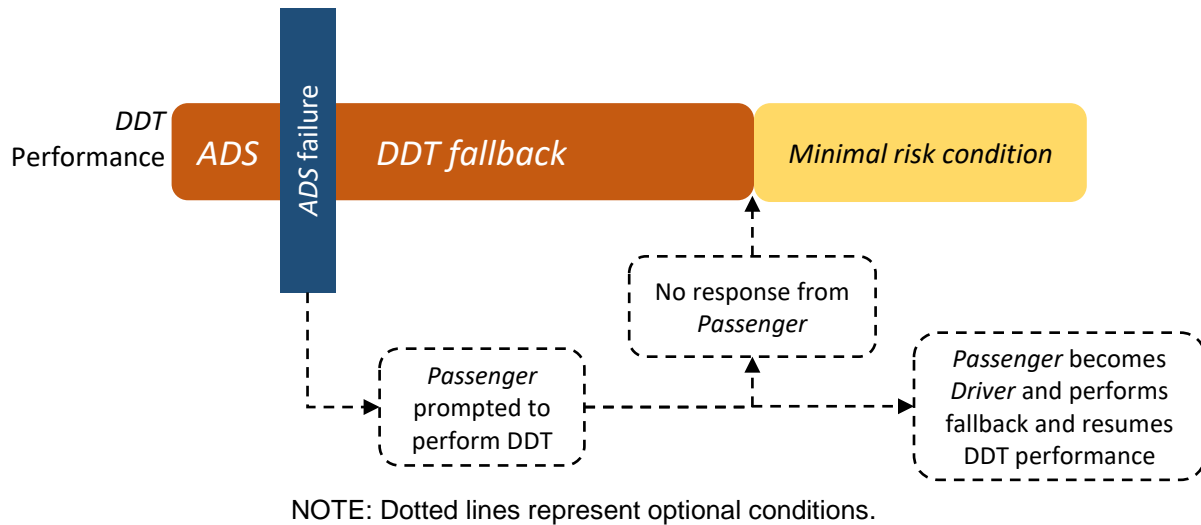 DDT
Performance
ADS
ADS failure
DDT fallback
Minimal risk condition
No response from
Passenger
Passenger
prompted to
perform DDT
Passenger becomes
Driver and performs
fallback and resumes
DDT performance
NOTE: Dotted lines represent optional conditions.